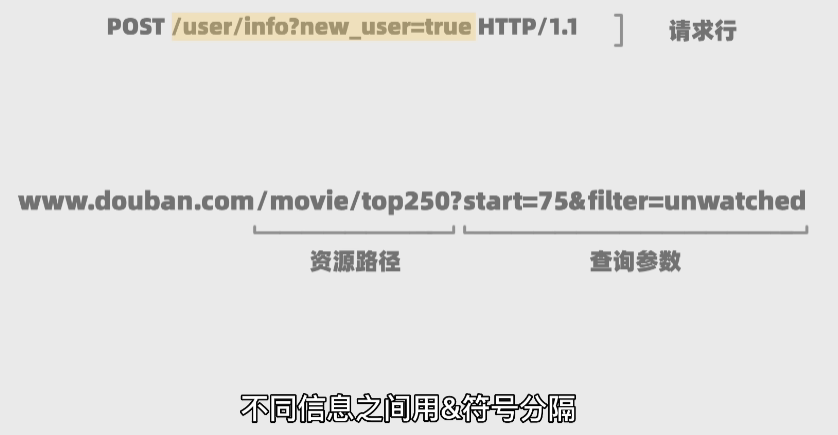 POST /user/info?new_user=true HTTP/1.1 请求行
www.douban.com/movie/top250?start=75&filter=unwatched
资源路径 查询参数
不同信息之间用&符号分隔